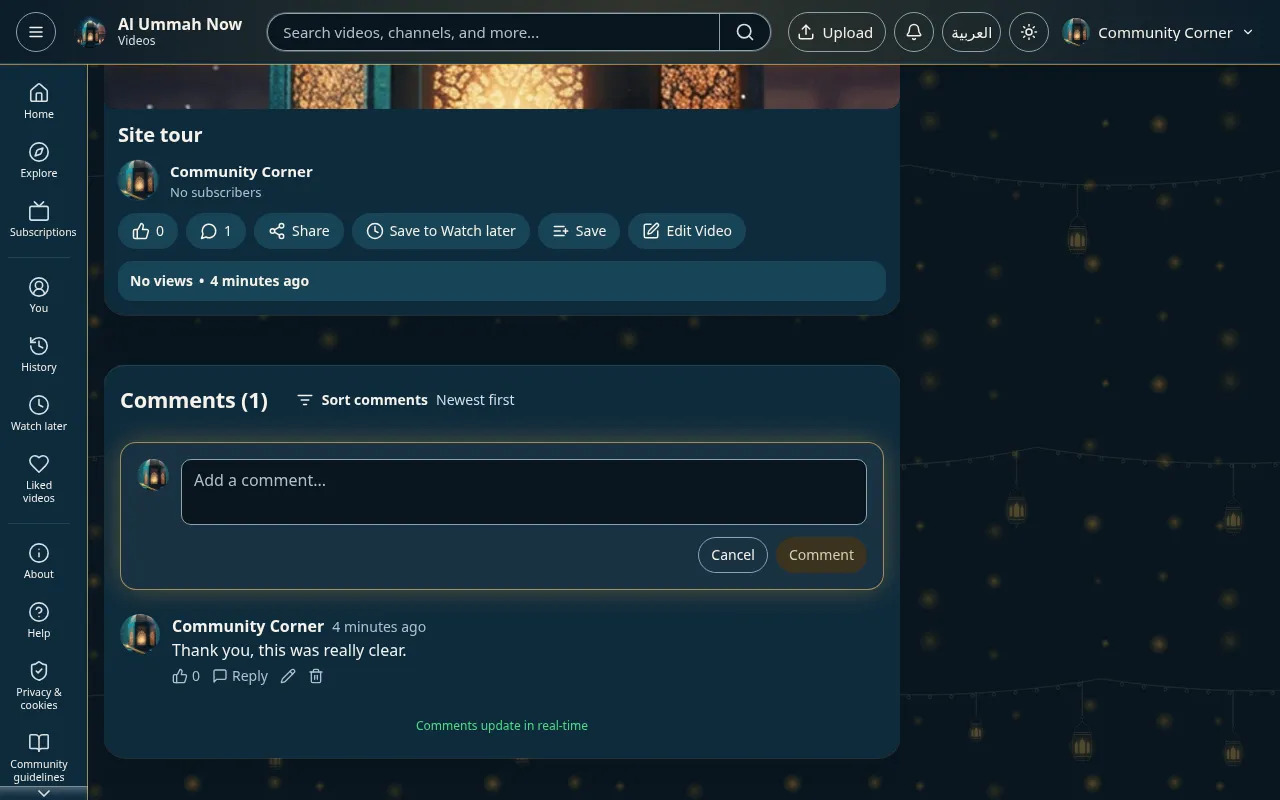 Al Ummah Now
Videos
Search videos, channels, and more...
Upload
العربية
Community Corner
Home
Explore
Subscriptions
You
History
Watch later
Liked
videos
About
Help
Privacy &
cookies
Community
guidelines
Site tour
Community Corner
No subscribers
0
1
Share
Save to Watch later
Save
Edit Video
No views • 4 minutes ago
Comments (1)
Sort comments Newest first
Add a comment...
Cancel
Comment
Community Corner 4 minutes ago
Thank you, this was really clear.
0 Reply
Comments update in real-time